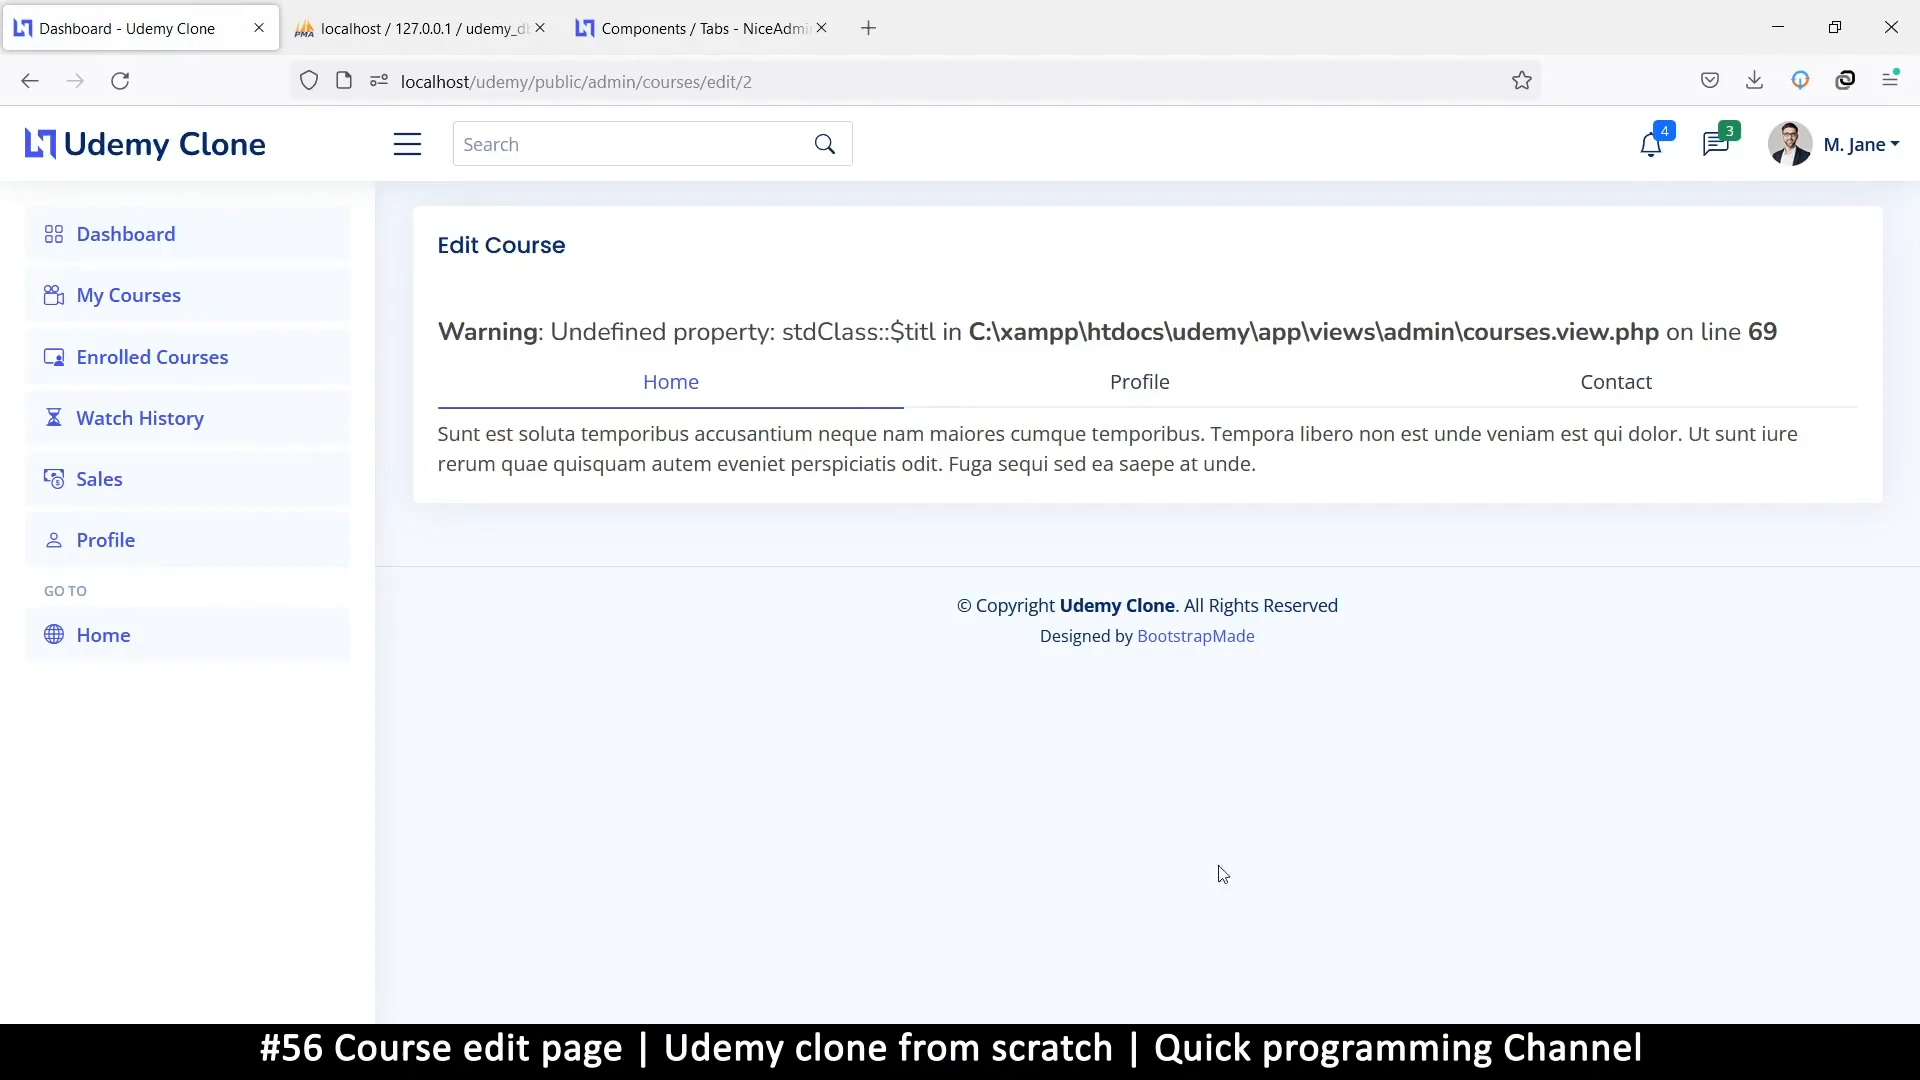 Dashboard - Udemy Clone
localhost / 127.0.0.1 / udemy_d
Components / Tabs - NiceAdmi
localhost/udemy/public/admin/courses/edit/2
Udemy Clone
Search
4
3
M. Jane
Dashboard
My Courses
Enrolled Courses
Watch History
Sales
Profile
GO TO
Home
Edit Course
Warning: Undefined property: stdClass::$titl in C:\xampp\htdocs\udemy\app\views\admin\courses.view.php on line 69
Home Profile Contact
Sunt est soluta temporibus accusantium neque nam maiores cumque temporibus. Tempora libero non est unde veniam est qui dolor. Ut sunt iure
rerum quae quisquam autem eveniet perspiciatis odit. Fuga sequi sed ea saepe at unde.
© Copyright Udemy Clone. All Rights Reserved
Designed by BootstrapMade
#56 Course edit page | Udemy clone from scratch | Quick programming Channel